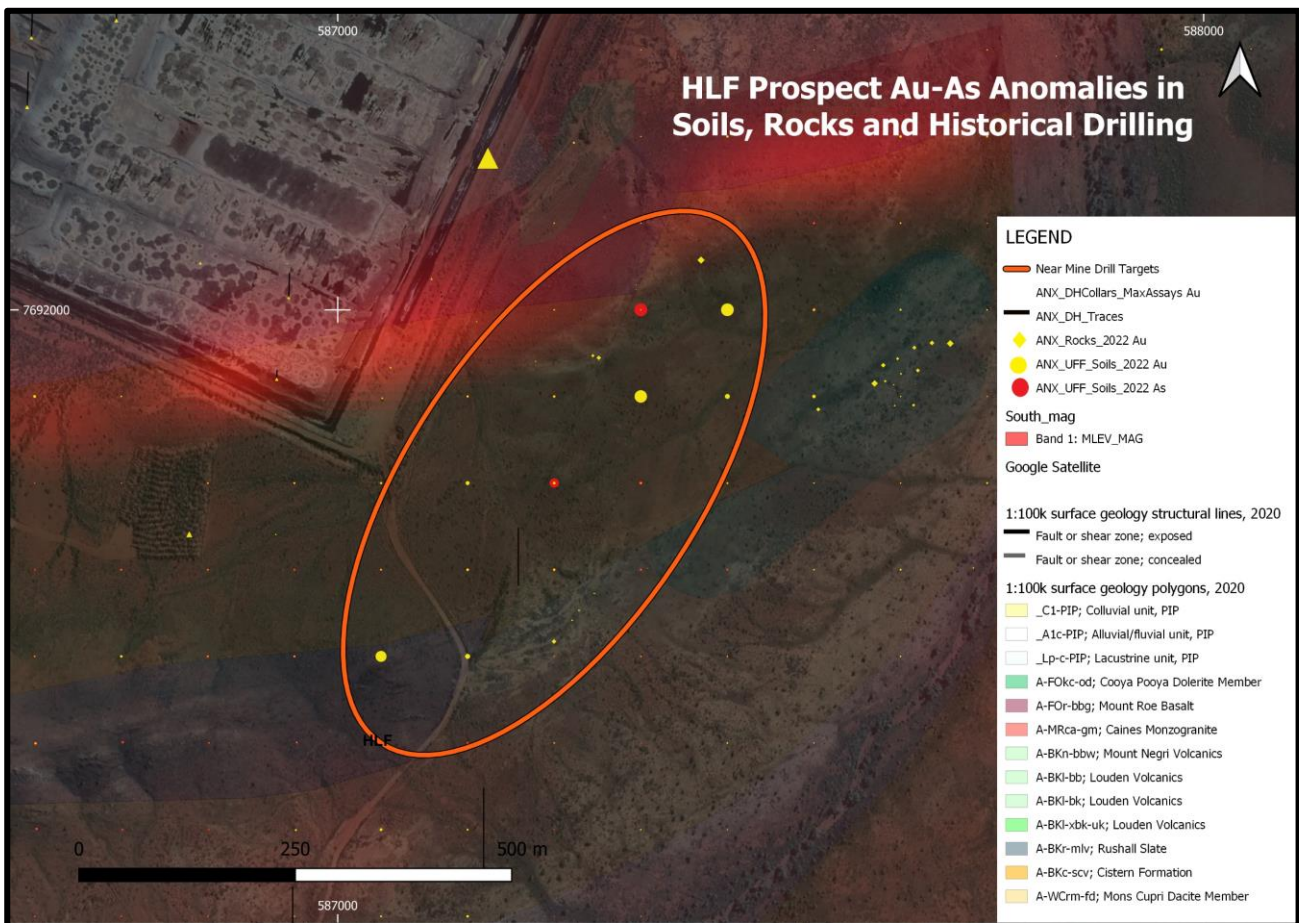 587000
588000
HLF Prospect Au-As Anomalies in
Soils, Rocks and Historical Drilling
7692000
LEGEND
Near Mine Drill Targets
ANX_DHCollars_MaxAssays Au
ANX_DH_Traces
ANX_Rocks_2022 Au
ANX_UFF_Soils_2022 Au
ANX_UFF_Soils_2022 As
South_mag
Band 1: MLEV_MAG
Google Satellite
1:100k surface geology structural lines, 2020
Fault or shear zone; exposed
Fault or shear zone; concealed
1:100k surface geology polygons, 2020
_C1-PIP; Colluvial unit, PIP
_A1c-PIP; Alluvial/fluvial unit, PIP
_Lp-c-PIP; Lacustrine unit, PIP
A-FOkc-od; Cooya Pooya Dolerite Member
A-FOr-bbg; Mount Roe Basalt
A-MRca-gm; Caines Monzogranite
A-BKn-bbw; Mount Negri Volcanics
A-BKl-bb; Louden Volcanics
A-BKl-bk; Louden Volcanics
A-BKl-xbk-uk; Louden Volcanics
A-BKr-mlv; Rushall Slate
A-BKc-scv; Cistern Formation
A-WCrm-fd; Mons Cupri Dacite Member
HLF
0 250 500 m
587000